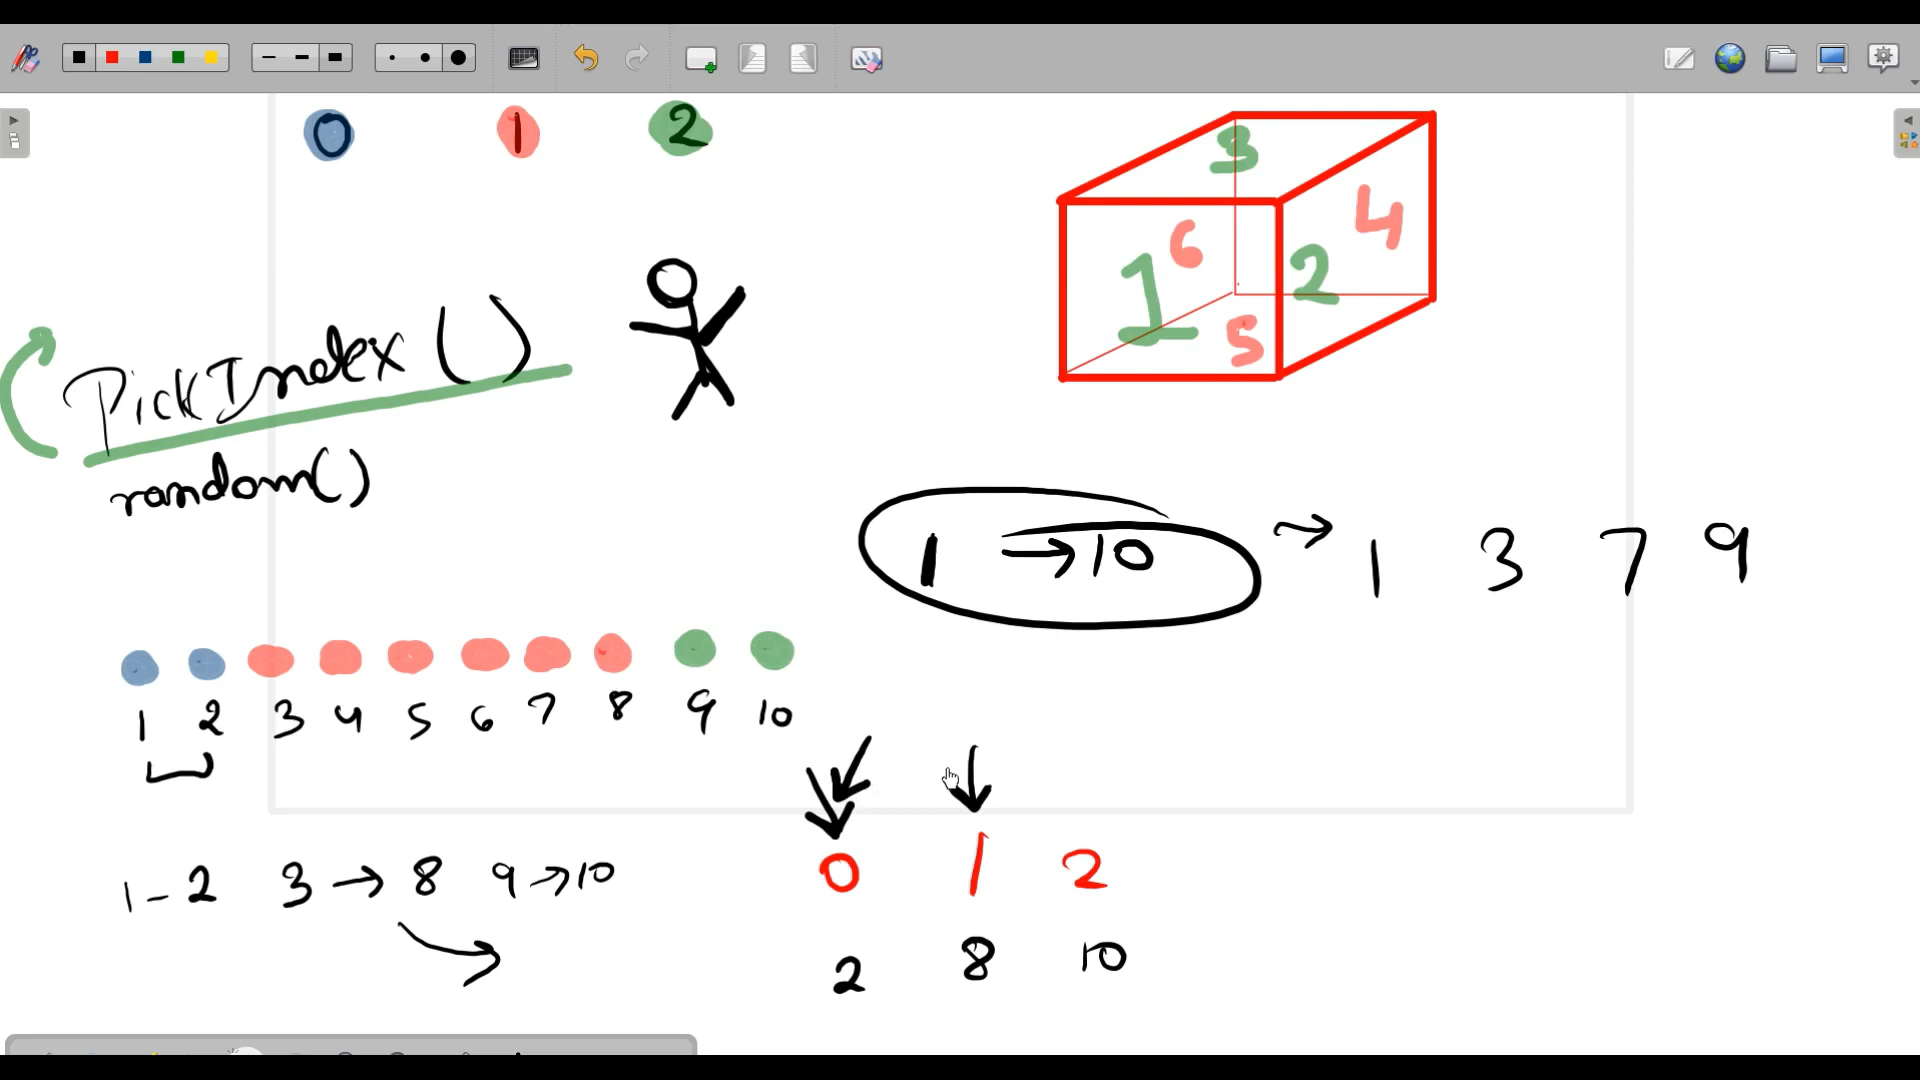 0 1 2
3
4
6
1 2
5
PickIndex()
random()
1 → 10 → 1 3 7 9
1 2 3 4 5 6 7 8 9 10
1 - 2 3 → 8 9 → 10
0 1 2
2 8 10